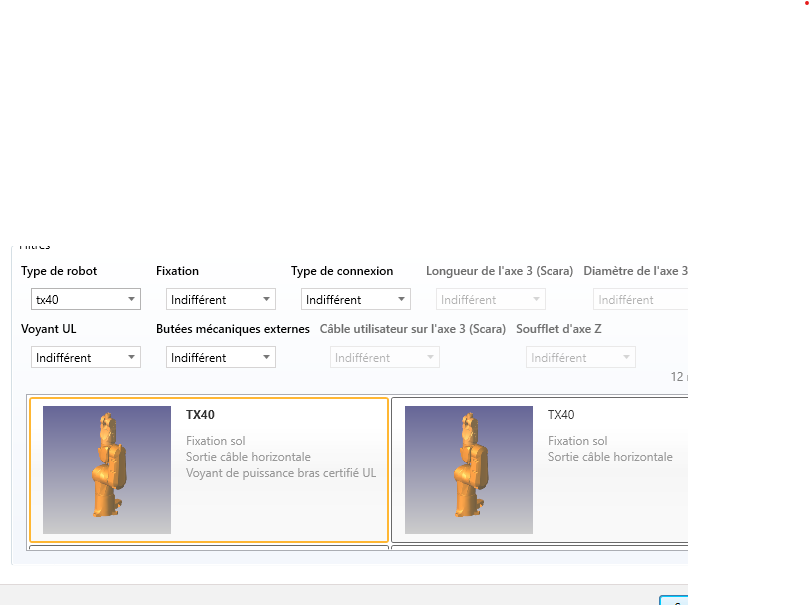 Filtres
Type de robot Fixation Type de connexion Longueur de l'axe 3 (Scara) Diamètre de l'axe 3
tx40 Indifférent Indifférent Indifférent Indifférent
Voyant UL Butées mécaniques externes Câble utilisateur sur l'axe 3 (Scara) Soufflet d'axe Z
Indifférent Indifférent Indifférent Indifférent
12
TX40
Fixation sol
Sortie câble horizontale
Voyant de puissance bras certifié UL
TX40
Fixation sol
Sortie câble horizontale